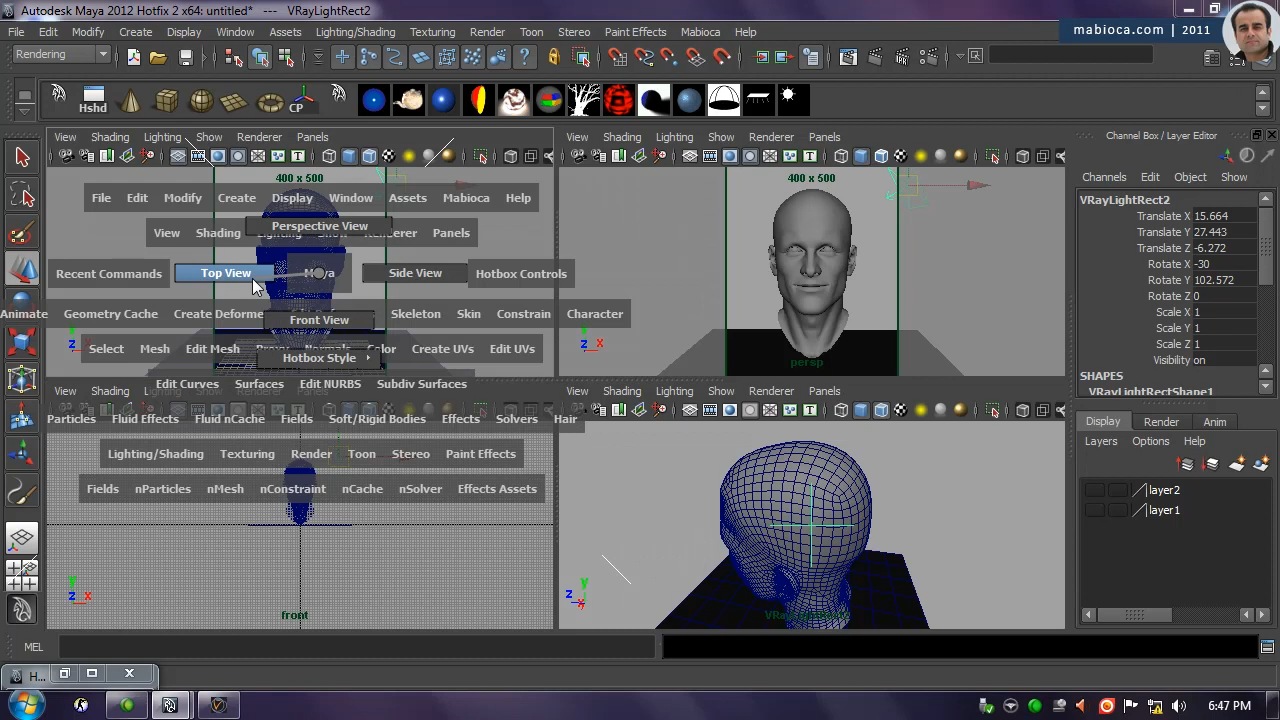 Autodesk Maya 2012 Hotfix 2 x64: untitled* --- VRayLightRect2
File Edit Modify Create Display Window Assets Lighting/Shading Texturing Render Toon Stereo Paint Effects Mabioca Help
mabioca.com | 2011
Rendering
Hshd
CP
View Shading Lighting Show Renderer Panels
View Shading Lighting Show Renderer Panels
Channel Box / Layer Editor
Channels Edit Object Show
400 x 500
400 x 500
File Edit Modify Create Display Window Assets Mabioca Help
Perspective View
View Shading Lighting Renderer Panels
Recent Commands Top View Side View Hotbox Controls
Animate Geometry Cache Create Deforme Skeleton Skin Constrain Character
Front View
Select Mesh Edit Mesh Normals Color Create UVs Edit UVs
Hotbox Style
Edit Curves Surfaces Edit NURBS Subdiv Surfaces
Particles Fluid Effects Fluid nCache Fields Soft/Rigid Bodies Effects Solvers Hair
Lighting/Shading Texturing Render Toon Stereo Paint Effects
Fields nParticles nMesh nConstraint nCache nSolver Effects Assets
z
y
z x
persp
View Shading Lighting Show Renderer Panels
y
z x
front
y
z x
VRayLightRect2
Translate X 15.664
Translate Y 27.443
Translate Z -6.272
Rotate X -30
Rotate Y 102.572
Rotate Z 0
Scale X 1
Scale Y 1
Scale Z 1
Visibility on
SHAPES
VRayLightRectShape1
Display Render Anim
Layers Options Help
layer2
layer1
MEL
H...
6:47 PM